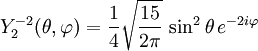 Y_2^{-2}(\theta,\varphi) = \frac{1}{4}\sqrt{\frac{15}{2\pi}} \, \sin^2\theta \, e^{-2i\varphi}